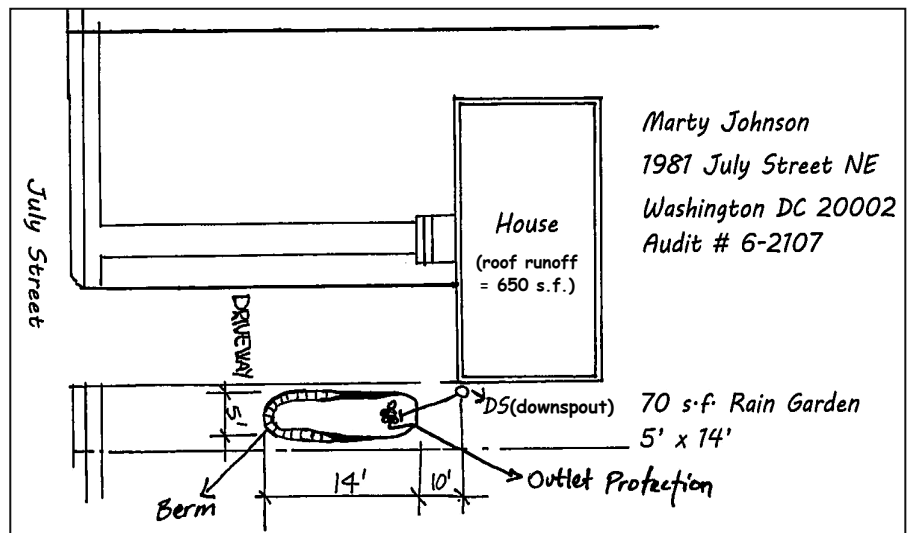 Marty Johnson
1981 July Street NE
Washington DC 20002
Audit # 6-2107
July Street
House
(roof runoff
= 650 s.f.)
DRIVEWAY
5'
DS(downspout)
70 s.f. Rain Garden
5' x 14'
14'
10'
Outlet Protection
Berm